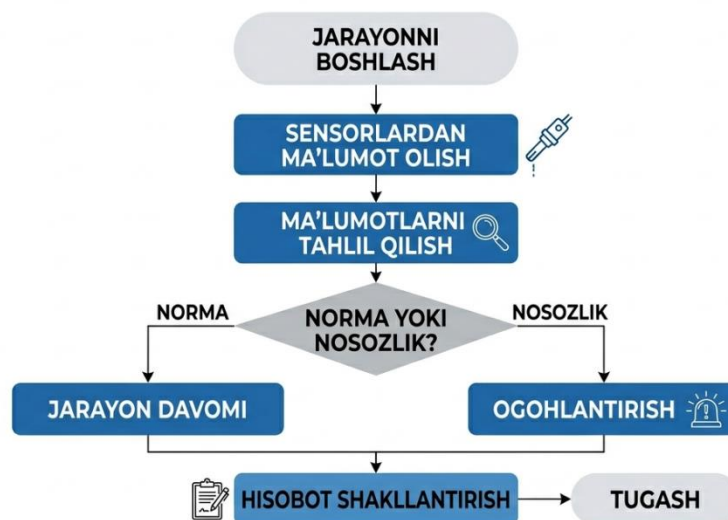 JARAYONNI
BOSHLASH
SENSORLARDAN
MA'LUMOT OLISH
MA'LUMOTLARNI
TAHLIL QILISH
NORMA
NORMA YOKI
NOSOZLIK?
NOSOZLIK
JARAYON DAVOMI
OGOHLANTIRISH
HISOBOT SHAKLLANTIRISH
TUGASH